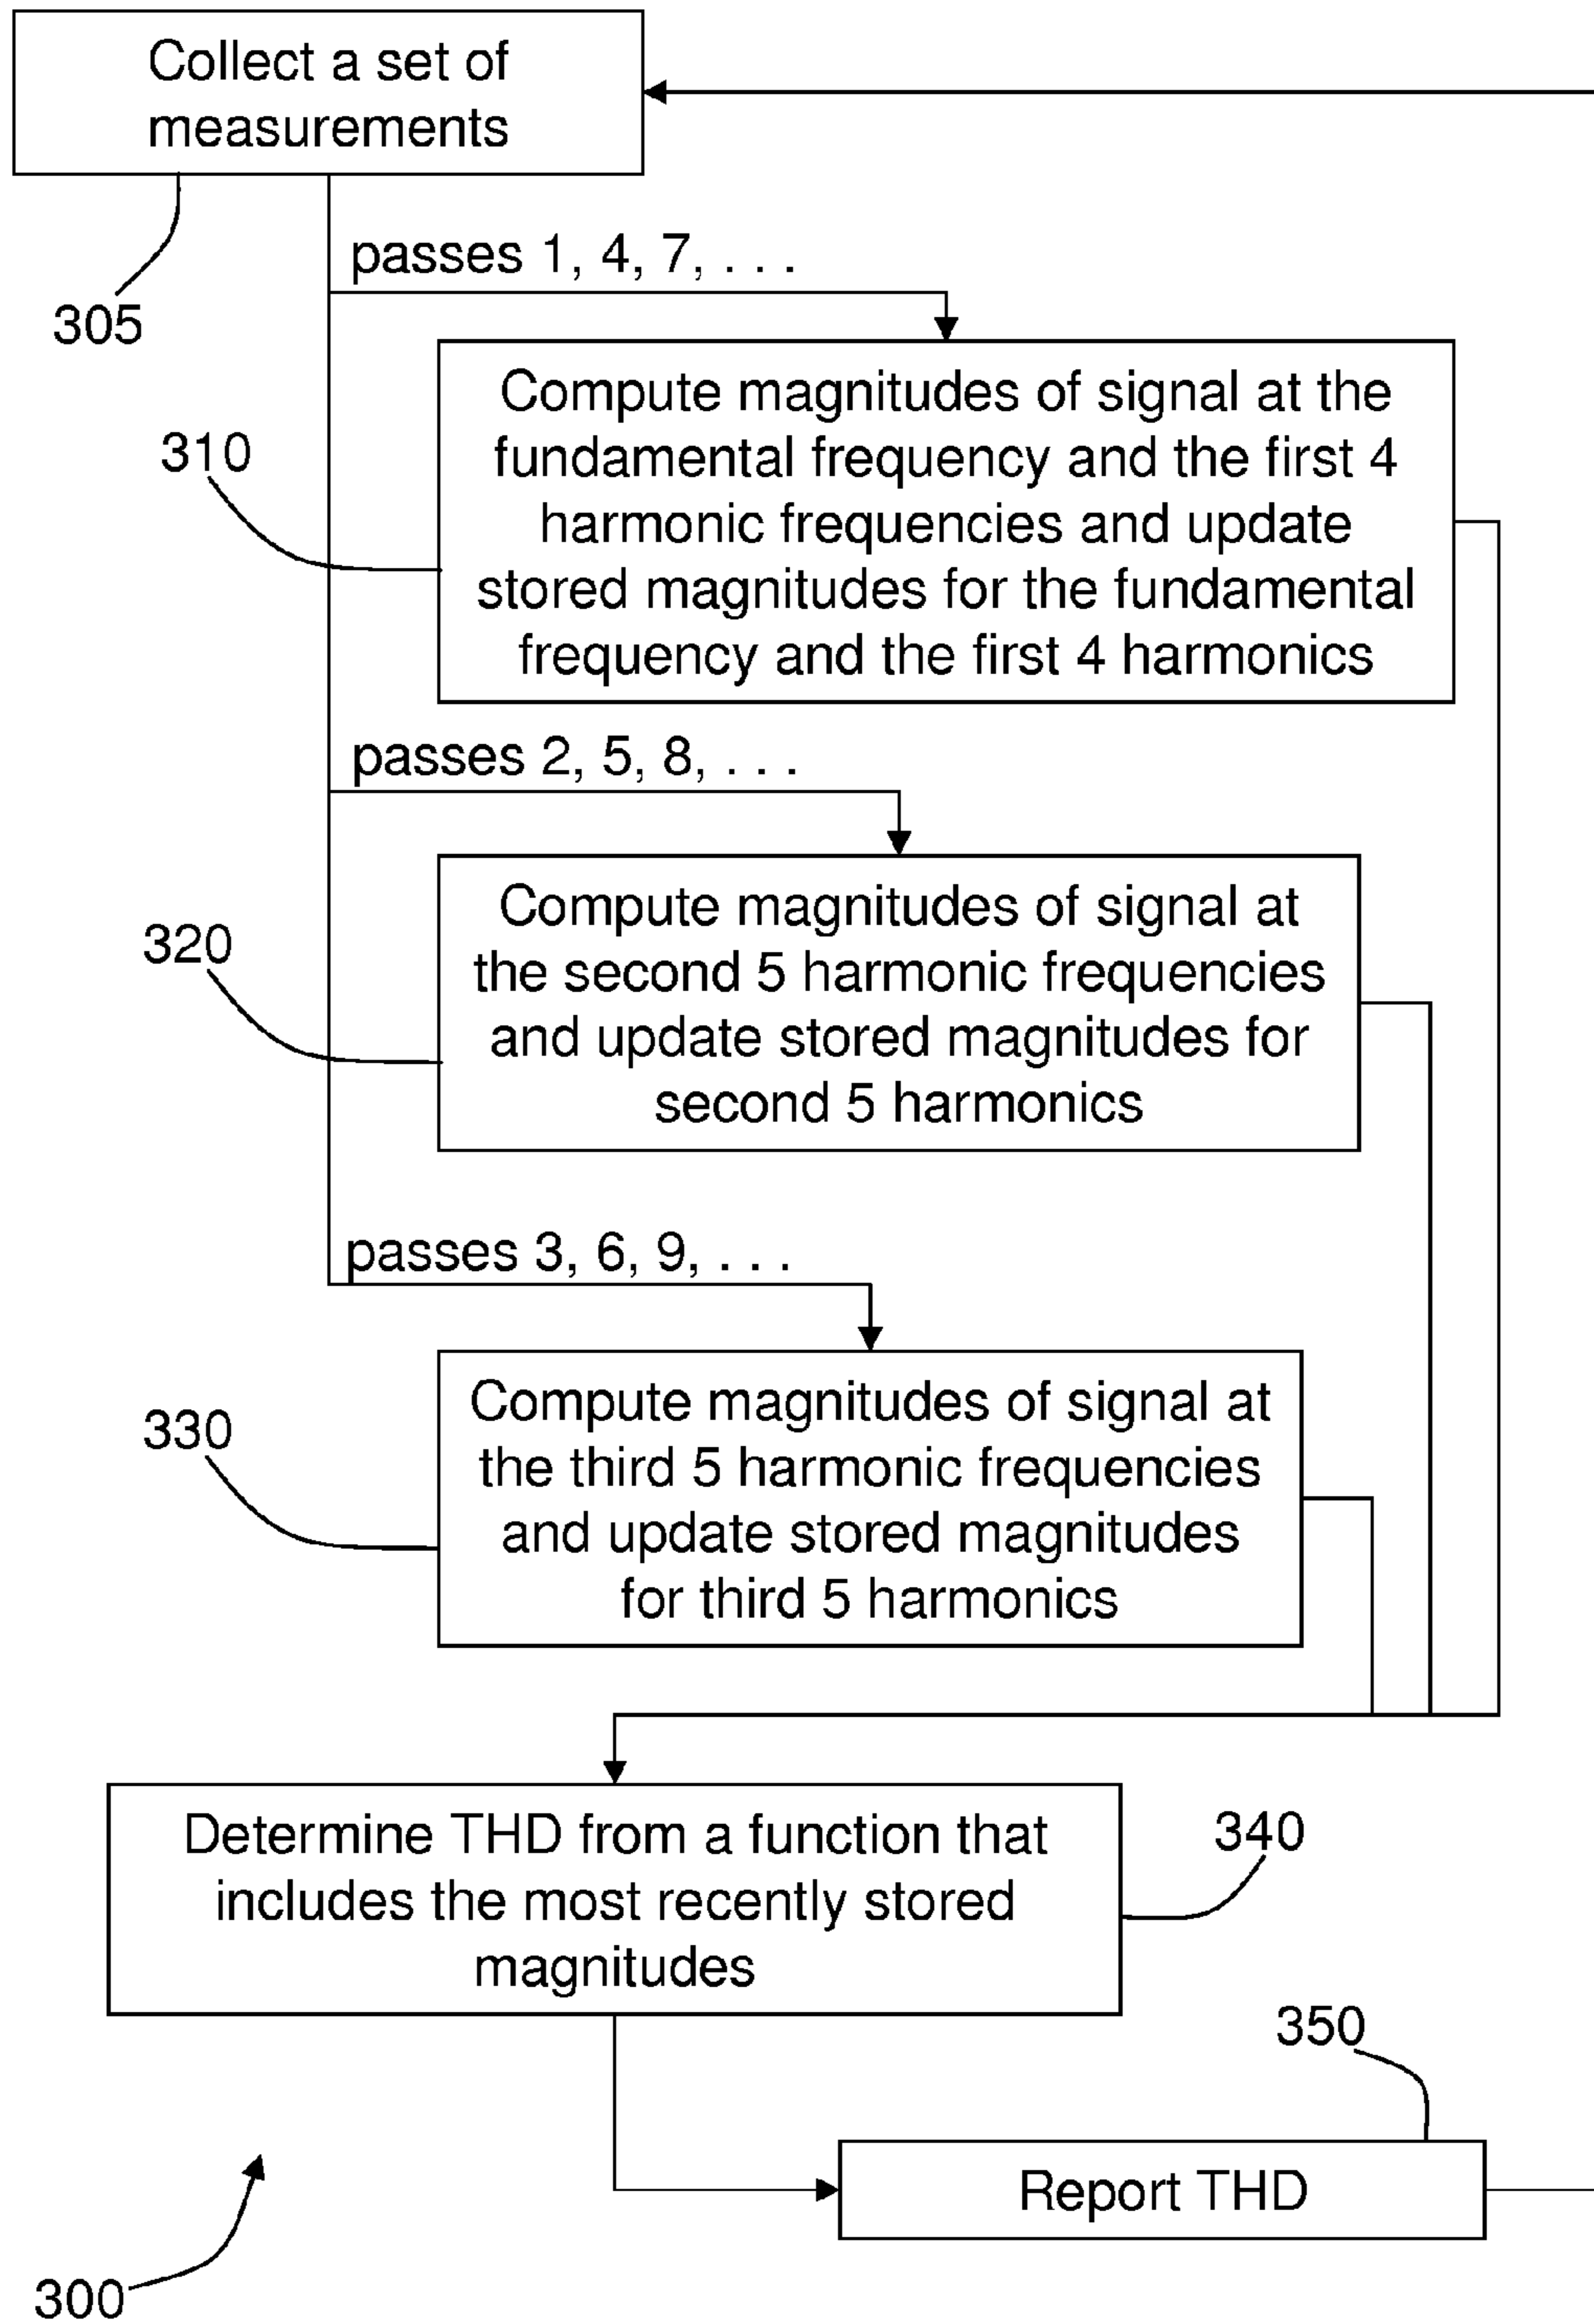 Collect a set of
measurements
305
passes 1, 4, 7, . . .
310
Compute magnitudes of signal at the
fundamental frequency and the first 4
harmonic frequencies and update
stored magnitudes for the fundamental
frequency and the first 4 harmonics
passes 2, 5, 8, . . .
320
Compute magnitudes of signal at
the second 5 harmonic frequencies
and update stored magnitudes for
second 5 harmonics
passes 3, 6, 9, . . .
330
Compute magnitudes of signal at
the third 5 harmonic frequencies
and update stored magnitudes
for third 5 harmonics
Determine THD from a function that
includes the most recently stored
magnitudes
340
350
Report THD
300